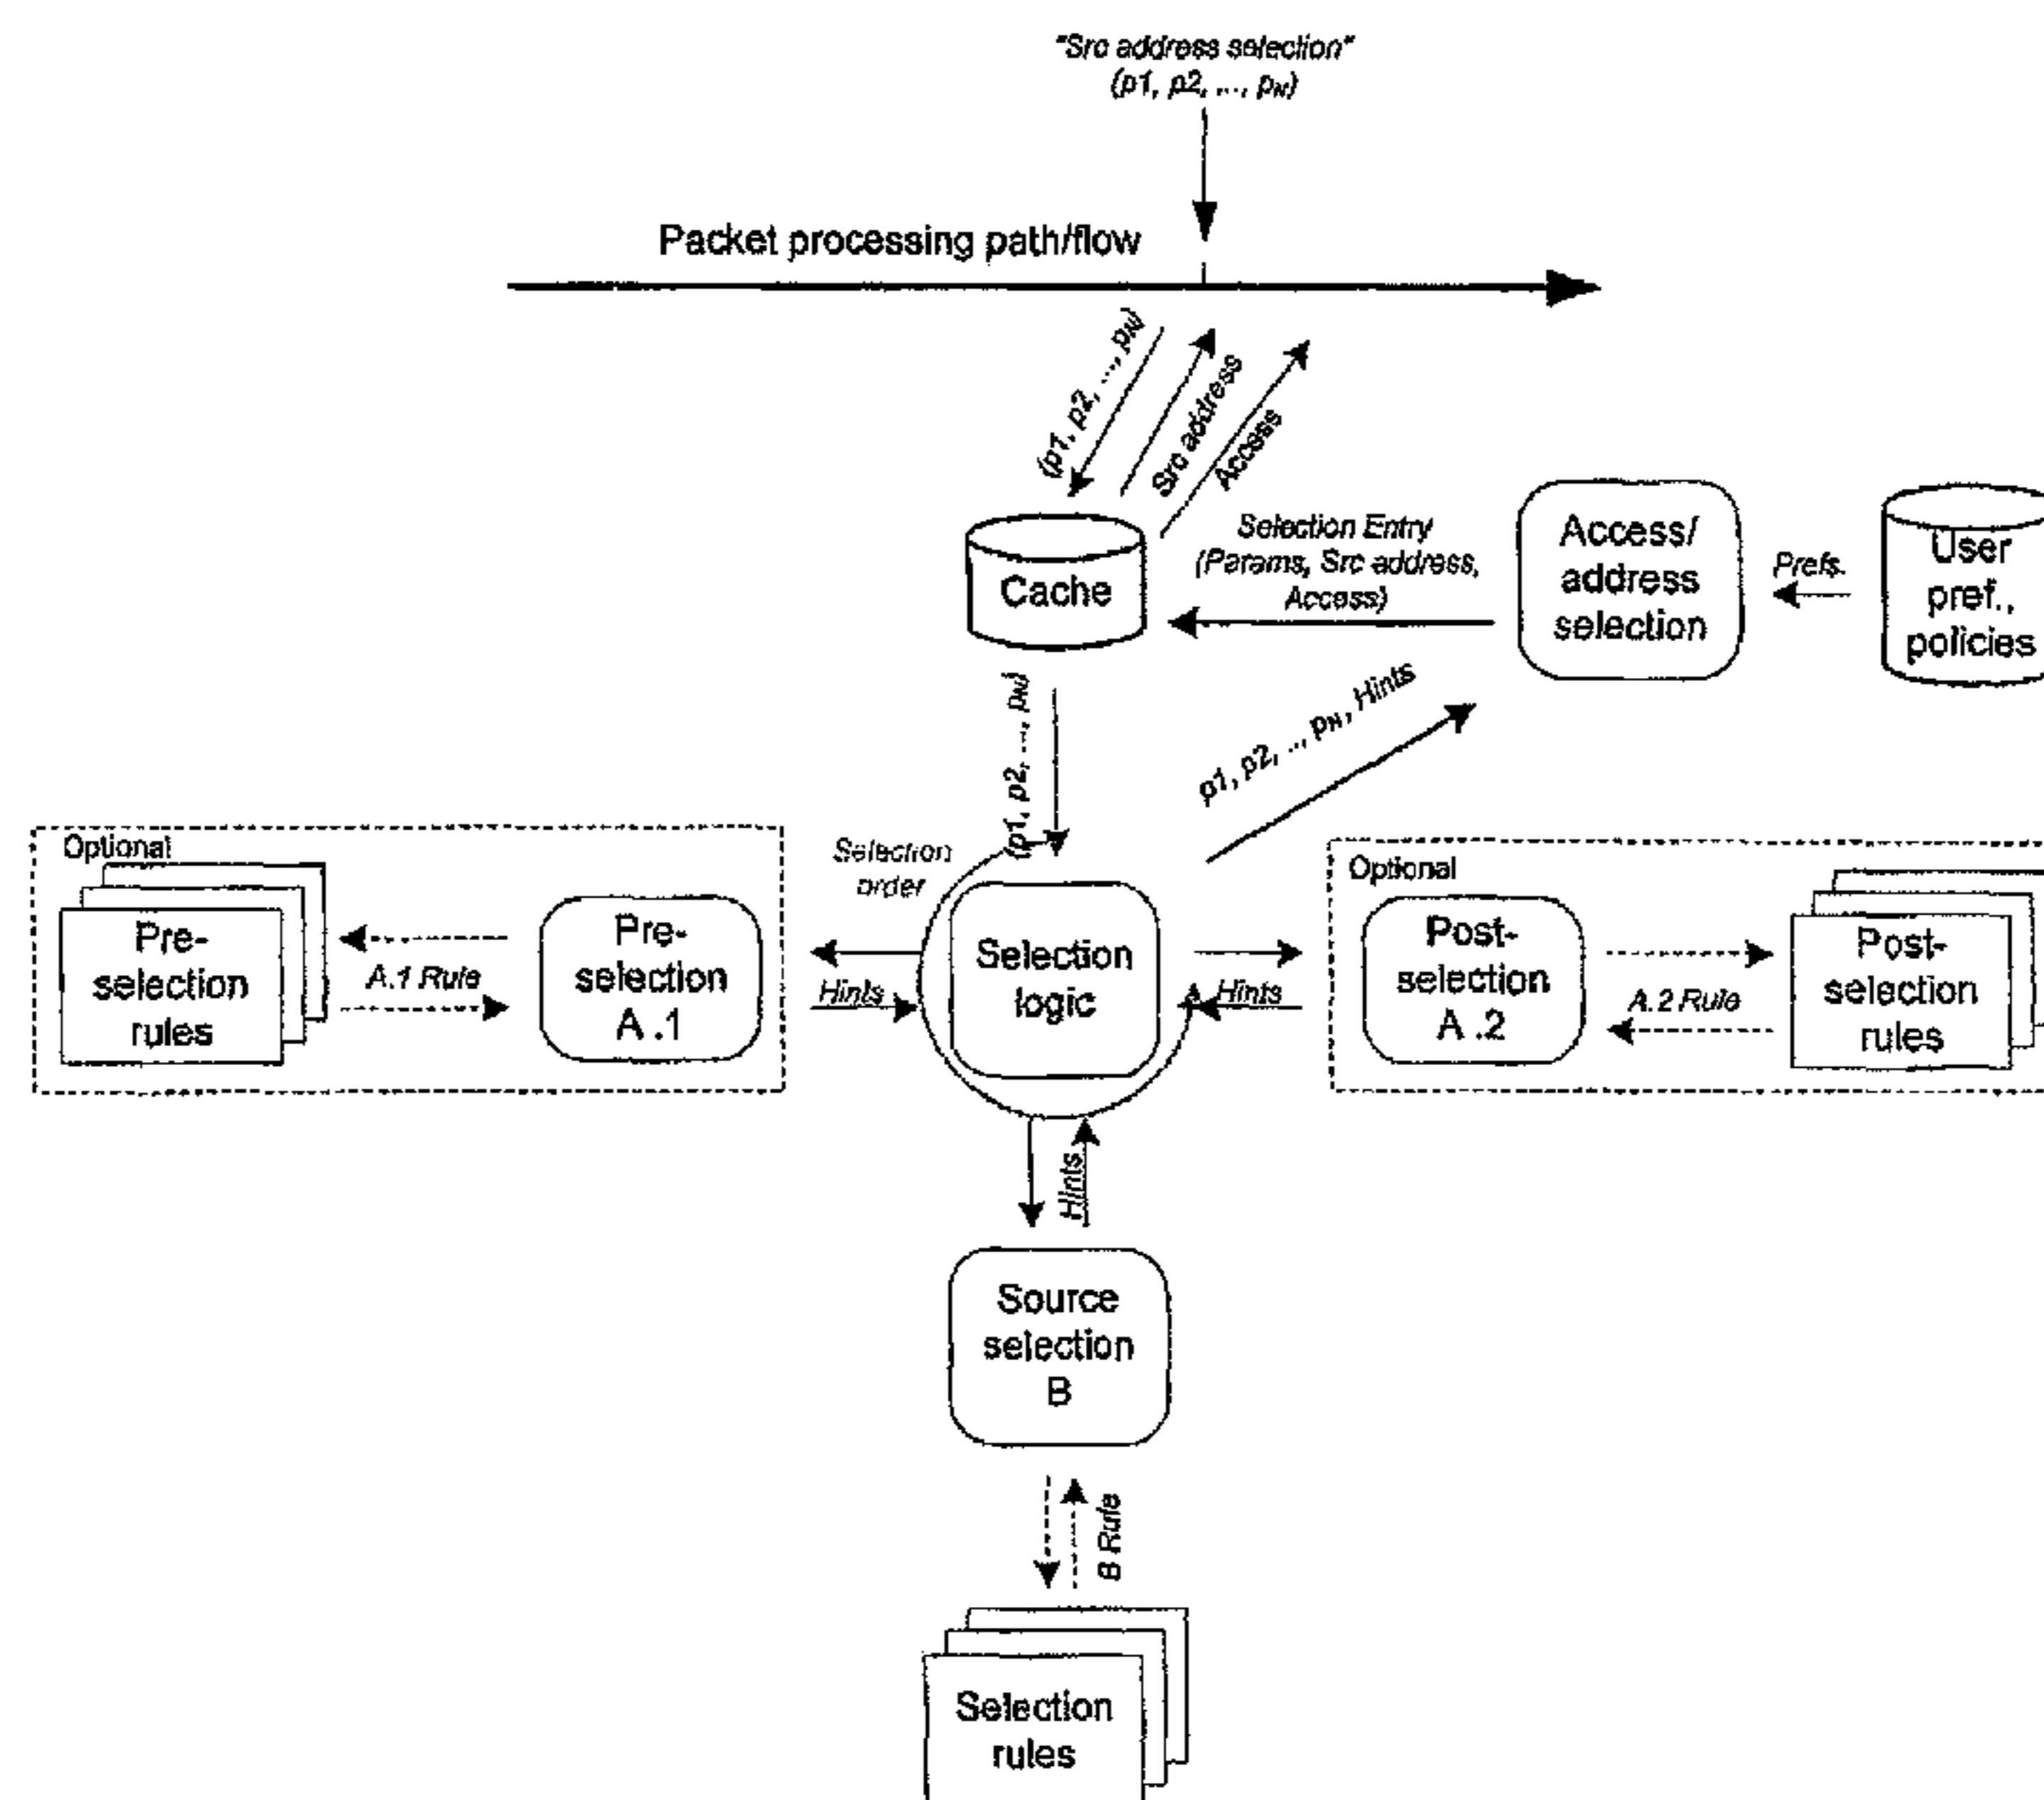 "Src address selection"
(p1, p2, ..., pN)
Packet processing path/flow
(p1, p2, ..., pN)
Src address
Access
Cache
Selection Entry
(Params, Src address,
Access)
Access/
address
selection
Prefs.
User
pref.,
policies
(p1, p2, ..., pN)
p1, p2, .., pN, Hints
Optional
Pre-
selection
rules
A.1 Rule
Pre-
selection
A .1
Selection
order
Hints
Selection
logic
Hints
Optional
Post-
selection
A .2
A.2 Rule
Post-
selection
rules
Hints
Source
selection
B
B Rule
Selection
rules